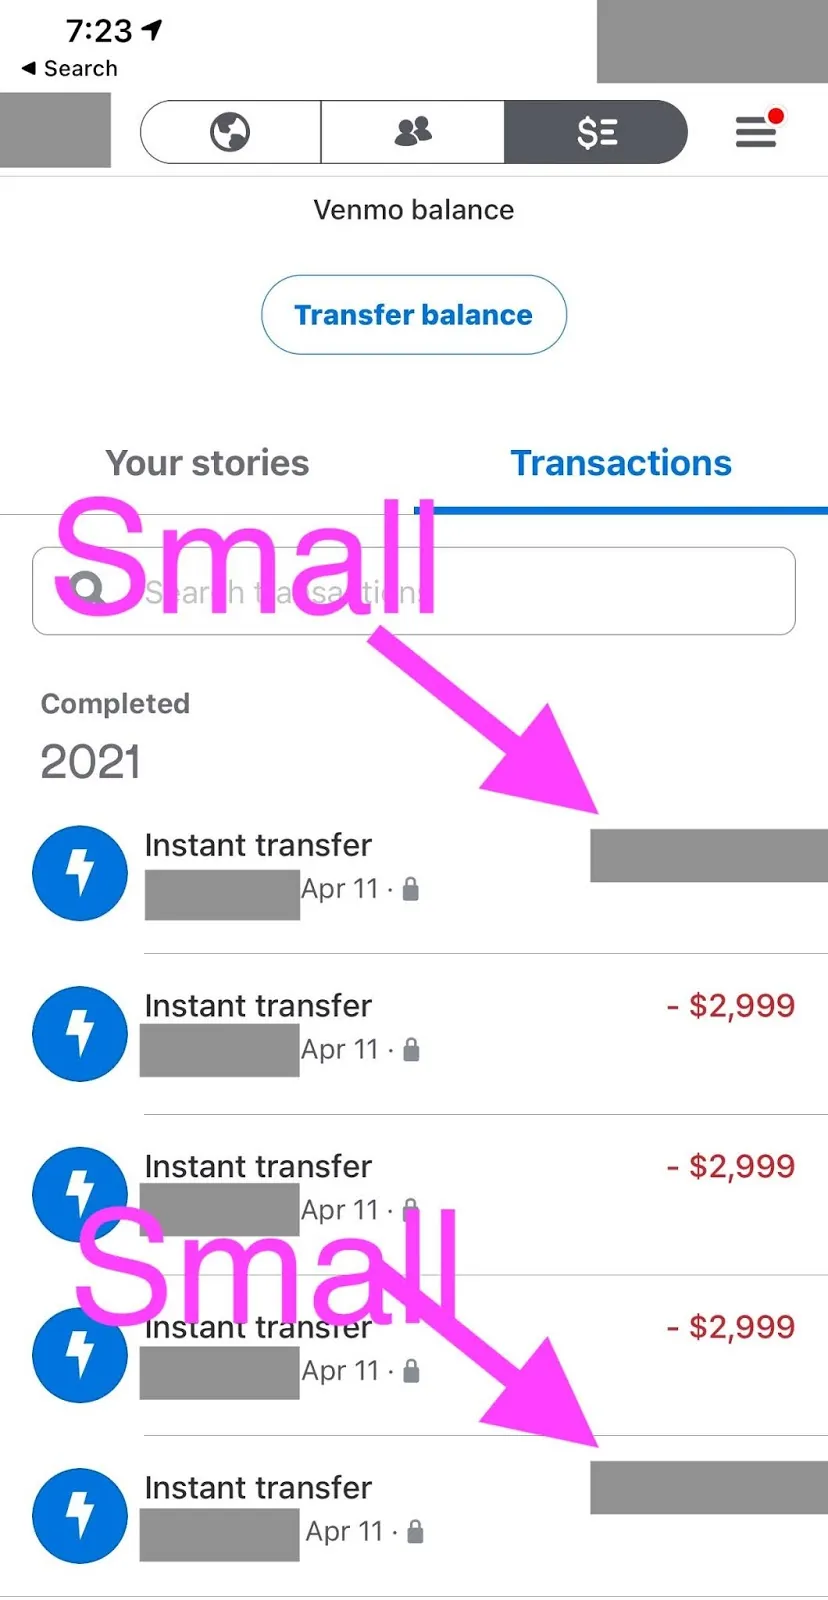 7:23
◀ Search
$
Venmo balance
Transfer balance
Your stories
Transactions
Small
Search transactions
Completed
2021
Instant transfer
Apr 11 ·
Instant transfer
- $2,999
Apr 11 ·
Instant transfer
- $2,999
Apr 11 ·
Small
Instant transfer
- $2,999
Apr 11 ·
Instant transfer
Apr 11 ·